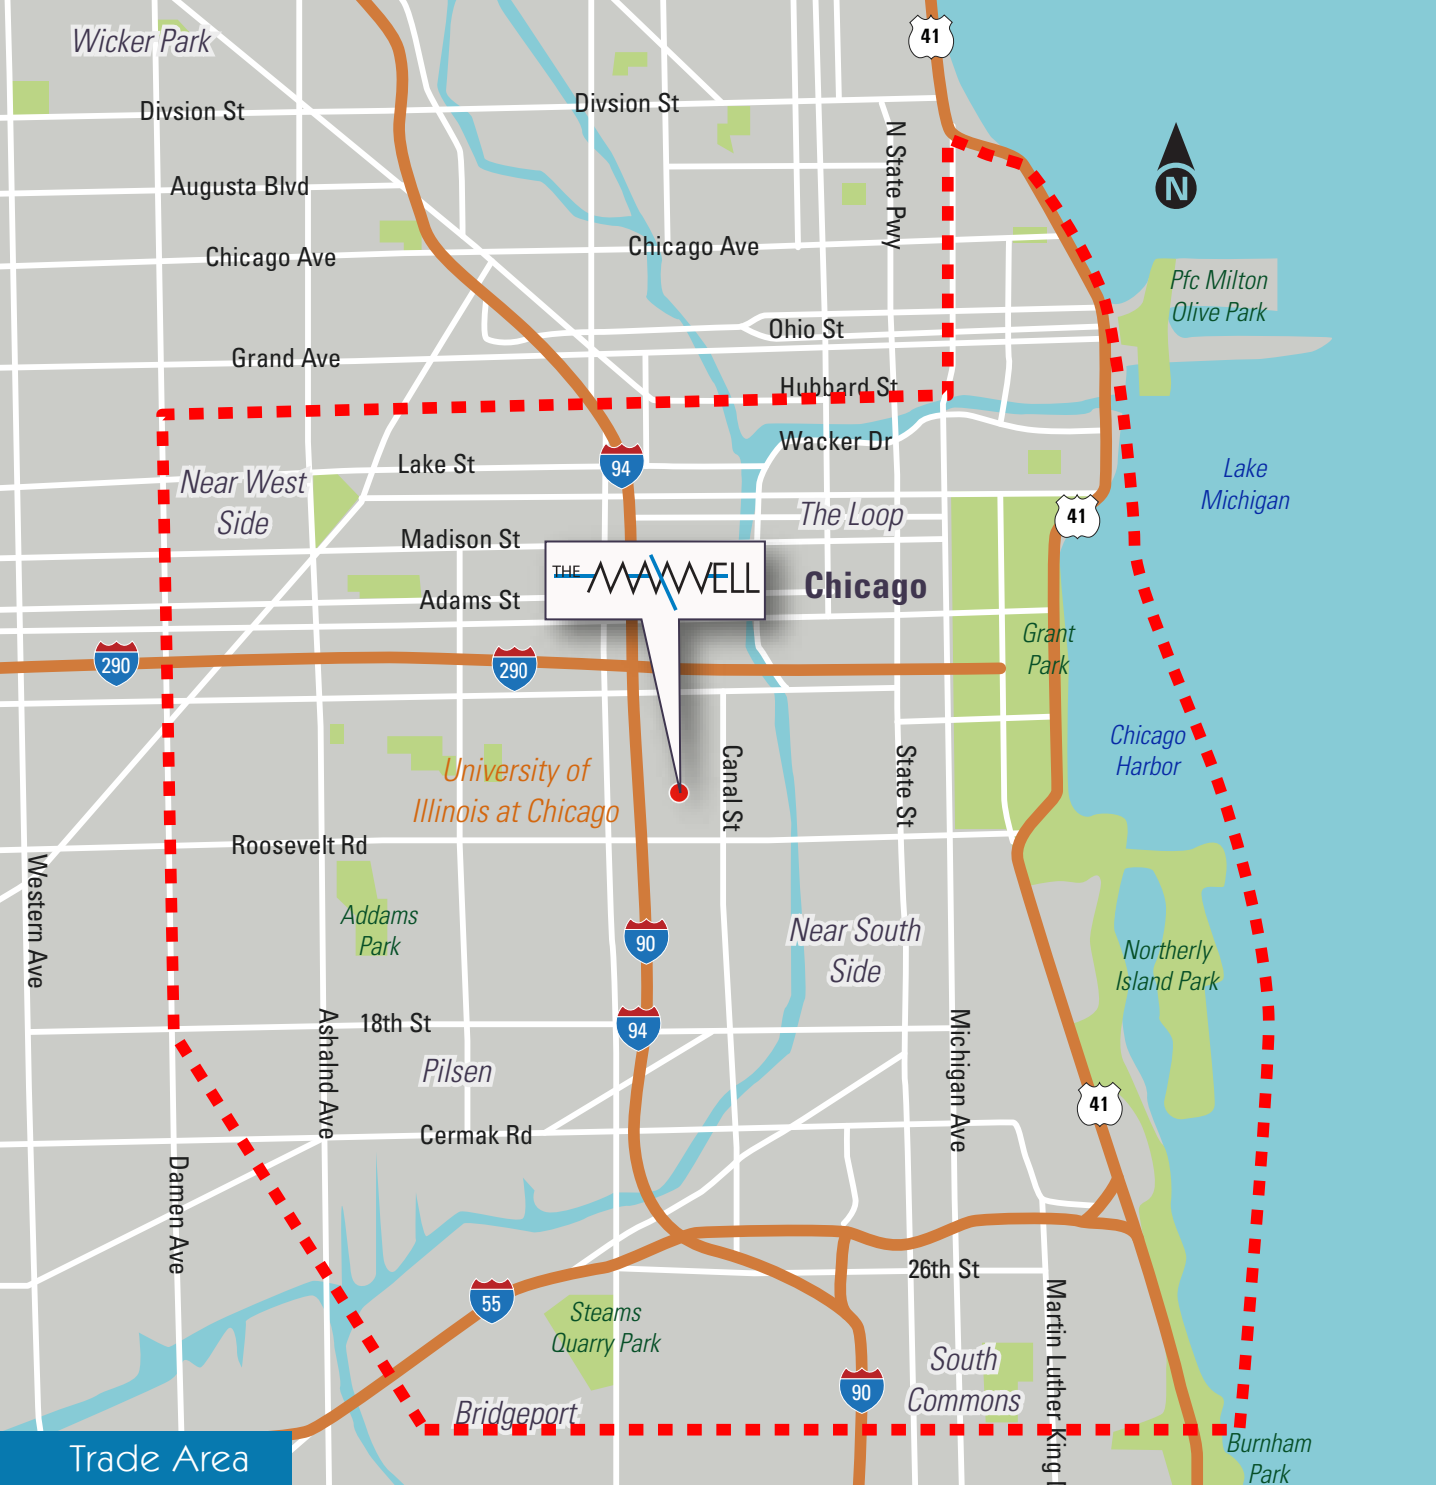 41
Wicker Park
Divsion St
Divsion St
N State Pwy
N
Augusta Blvd
Chicago Ave
Chicago Ave
Pfc Milton
Olive Park
Ohio St
Grand Ave
Hubbard St
Wacker Dr
Lake St
94
Near West
Side
Lake
Michigan
The Loop
41
Madison St
THE MAXWELL
Chicago
Adams St
Grant
Park
290
290
Chicago
Harbor
University of
Illinois at Chicago
Canal St
State St
Roosevelt Rd
Western Ave
Addams
Park
90
Near South
Side
Northerly
Island Park
18th St
94
Ashalnd Ave
Michigan Ave
Pilsen
41
Cermak Rd
Damen Ave
26th St
55
Martin Luther King
Steams
Quarry Park
South
Commons
90
Bridgeport
Burnham
Park
Trade Area